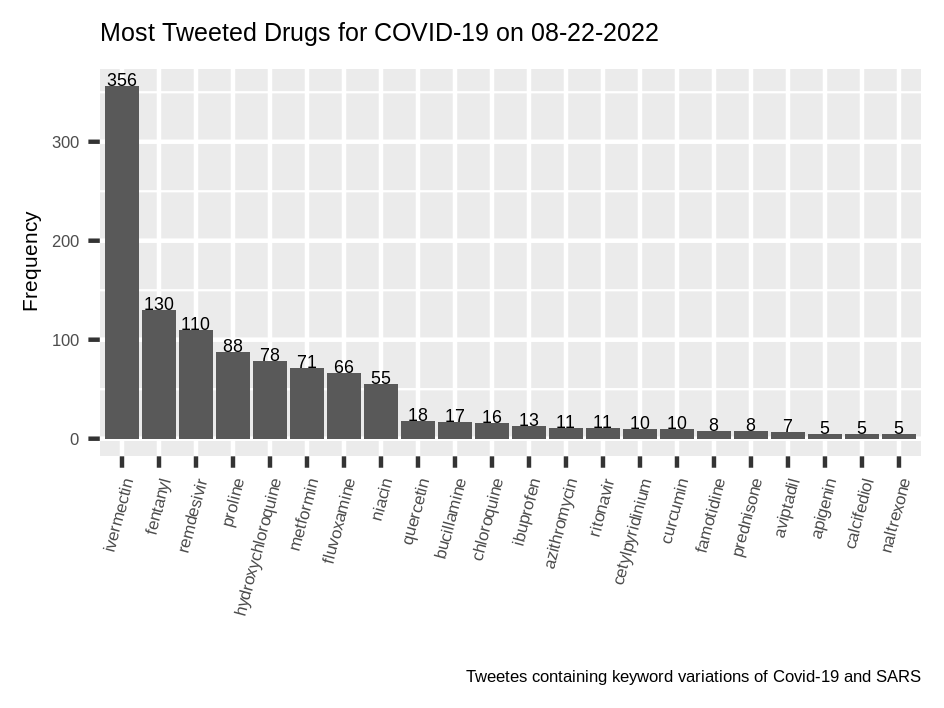 Most Tweeted Drugs for COVID-19 on 08-22-2022
Frequency
300
200
100
0
356
130
110
88
78
71
66
55
18
17
16
13
11
11
10
10
8
8
7
5
5
5
ivermectin
fentanyl
remdesivir
proline
hydroxychloroquine
metformin
fluvoxamine
niacin
quercetin
bucillamine
chloroquine
ibuprofen
azithromycin
ritonavir
cetylpyridinium
curcumin
famotidine
prednisone
aviptadil
apigenin
calcifediol
naltrexone
Tweetes containing keyword variations of Covid-19 and SARS